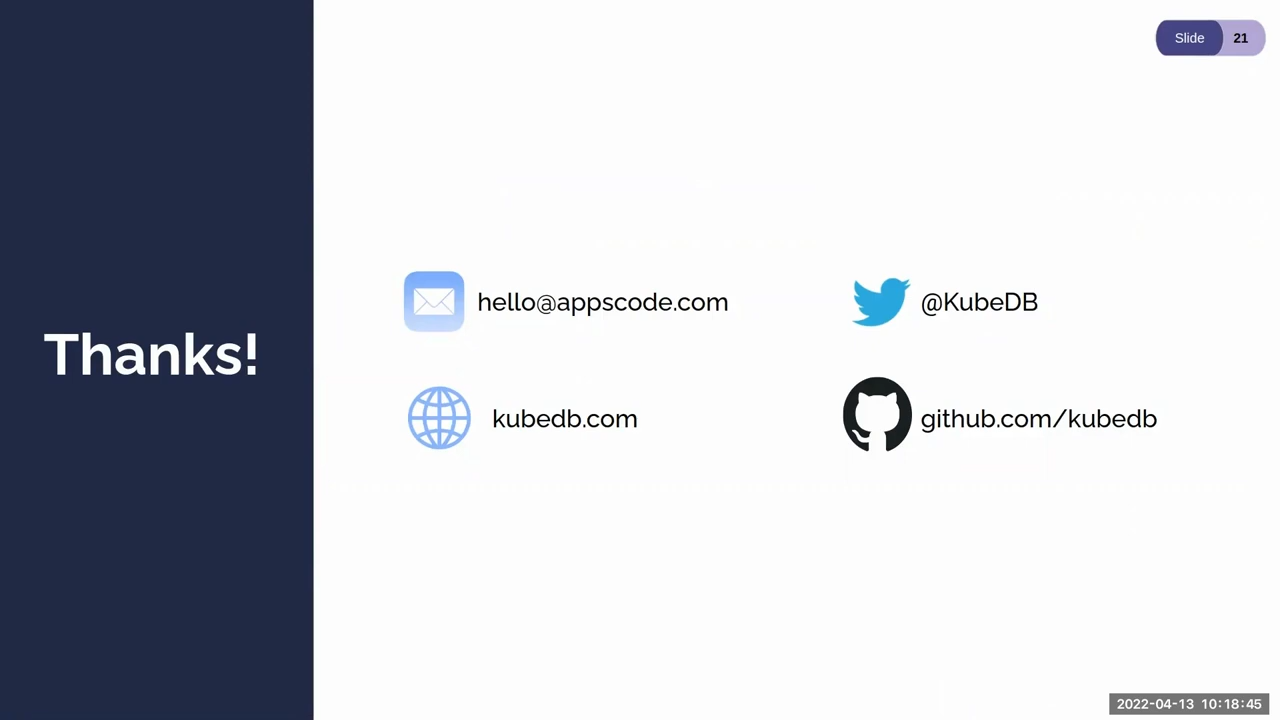 Slide 21
Thanks!
hello@appscode.com
@KubeDB
kubedb.com
github.com/kubedb
2022-04-13 10:18:45